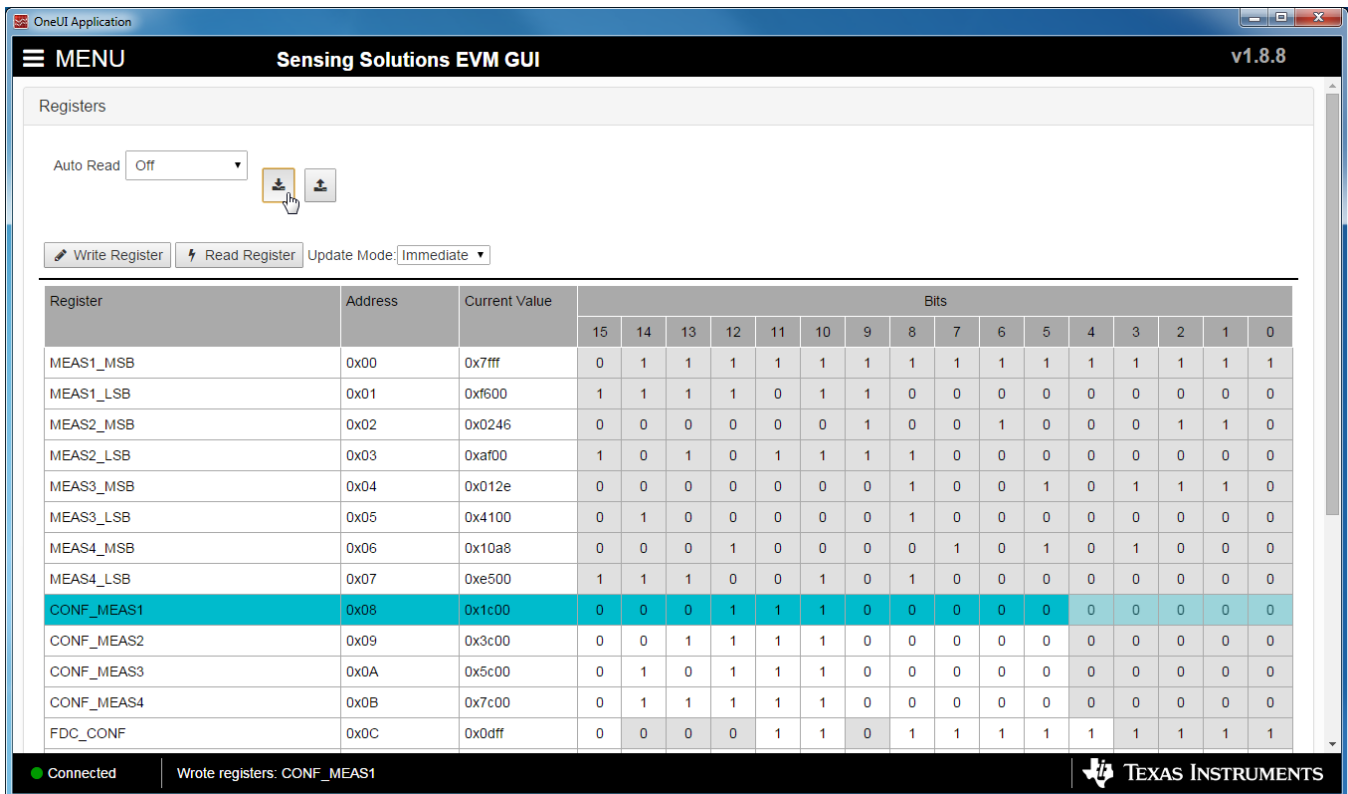 OneUI Application
MENU Sensing Solutions EVM GUI v1.8.8
Registers
Auto Read Off
Write Register Read Register Update Mode: Immediate
Register Address Current Value Bits
15 14 13 12 11 10 9 8 7 6 5 4 3 2 1 0
MEAS1_MSB 0x00 0x7fff 0 1 1 1 1 1 1 1 1 1 1 1 1 1 1 1
MEAS1_LSB 0x01 0xf600 1 1 1 1 0 1 1 0 0 0 0 0 0 0 0 0
MEAS2_MSB 0x02 0x0246 0 0 0 0 0 0 1 0 0 1 0 0 0 1 1 0
MEAS2_LSB 0x03 0xaf00 1 0 1 0 1 1 1 1 0 0 0 0 0 0 0 0
MEAS3_MSB 0x04 0x012e 0 0 0 0 0 0 0 1 0 0 1 0 1 1 1 0
MEAS3_LSB 0x05 0x4100 0 1 0 0 0 0 0 1 0 0 0 0 0 0 0 0
MEAS4_MSB 0x06 0x10a8 0 0 0 1 0 0 0 0 1 0 1 0 1 0 0 0
MEAS4_LSB 0x07 0xe500 1 1 1 0 0 1 0 1 0 0 0 0 0 0 0 0
CONF_MEAS1 0x08 0x1c00 0 0 0 1 1 1 0 0 0 0 0 0 0 0 0 0
CONF_MEAS2 0x09 0x3c00 0 0 1 1 1 1 0 0 0 0 0 0 0 0 0 0
CONF_MEAS3 0x0A 0x5c00 0 1 0 1 1 1 0 0 0 0 0 0 0 0 0 0
CONF_MEAS4 0x0B 0x7c00 0 1 1 1 1 1 0 0 0 0 0 0 0 0 0 0
FDC_CONF 0x0C 0x0dff 0 0 0 0 1 1 0 1 1 1 1 1 1 1 1 1
Connected Wrote registers: CONF_MEAS1 TEXAS INSTRUMENTS